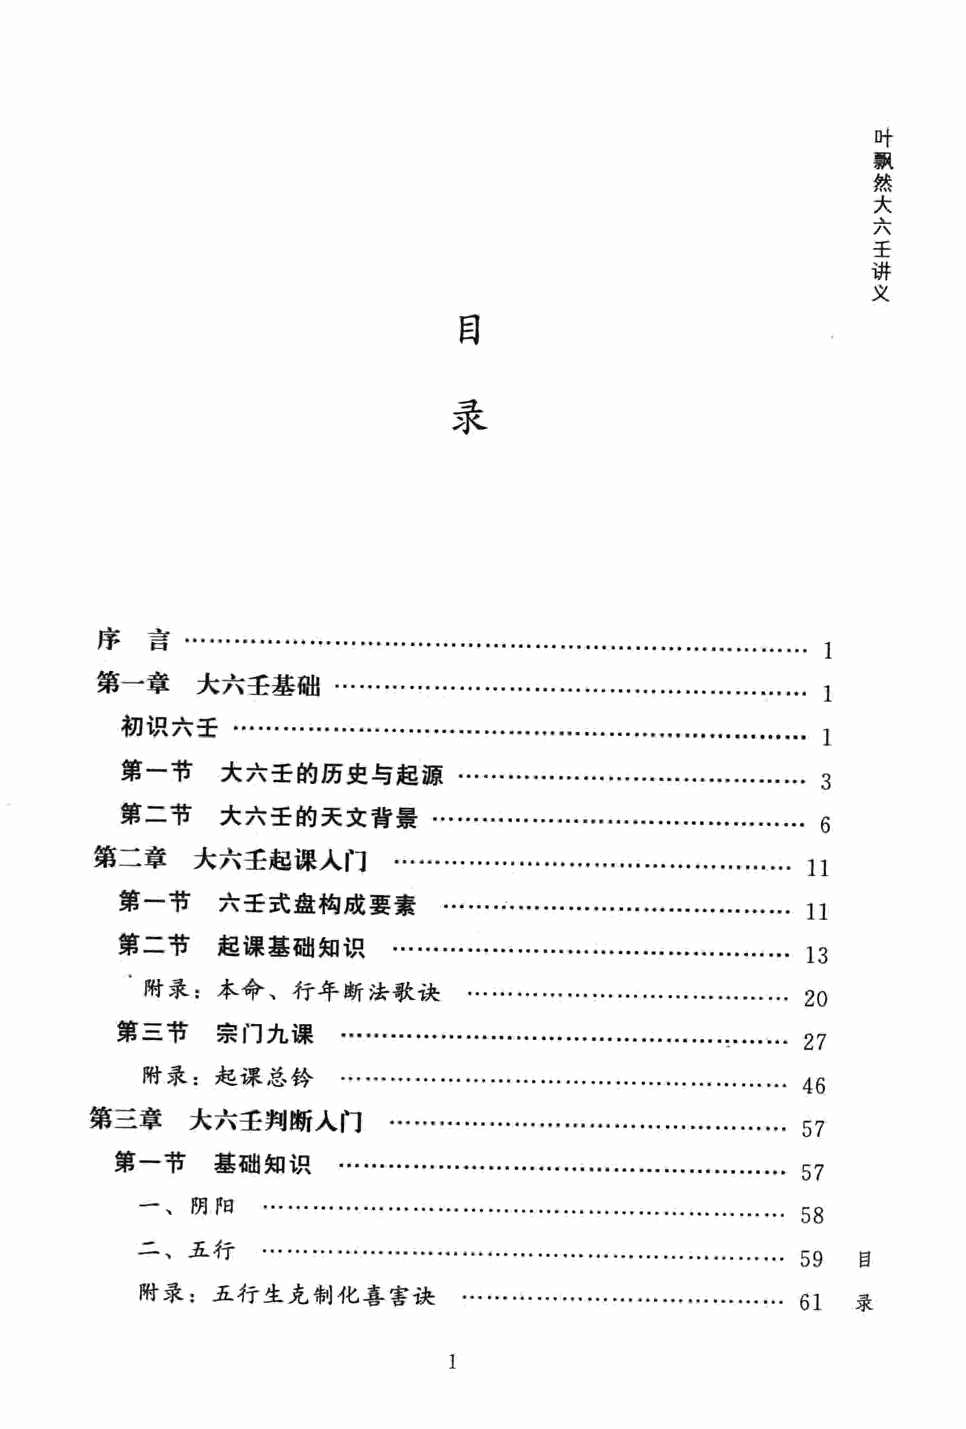 叶飘然大六壬讲义
目
录
序 言 …… 1
第一章 大六壬基础 …… 1
初识六壬 …… 1
第一节 大六壬的历史与起源 …… 3
第二节 大六壬的天文背景 …… 6
第二章 大六壬起课入门 …… 11
第一节 六壬式盘构成要素 …… 11
第二节 起课基础知识 …… 13
附录：本命、行年断法歌诀 …… 20
第三节 宗门九课 …… 27
附录：起课总钤 …… 46
第三章 大六壬判断入门 …… 57
第一节 基础知识 …… 57
一、阴阳 …… 58
二、五行 …… 59
附录：五行生克制化喜害诀 …… 61
目
录
1